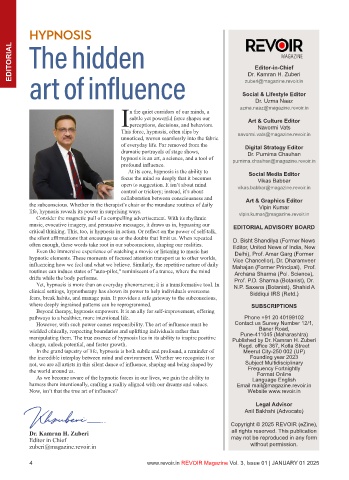 EDITORIAL
HYPNOSIS
The hidden
art of influence
In the quiet corridors of our minds, a
subtle yet powerful force shapes our
perceptions, decisions, and behaviors.
This force, hypnosis, often slips by
unnoticed, woven seamlessly into the fabric
of everyday life. Far removed from the
dramatic portrayals of stage shows,
hypnosis is an art, a science, and a tool of
profound influence.
At its core, hypnosis is the ability to
focus the mind so deeply that it becomes
open to suggestion. It isn't about mind
control or trickery; instead, it's about
collaboration between consciousness and
the subconscious. Whether in the therapist's chair or the mundane routines of daily
life, hypnosis reveals its power in surprising ways.
Consider the magnetic pull of a compelling advertisement. With its rhythmic
music, evocative imagery, and persuasive messages, it draws us in, bypassing our
critical thinking. This, too, is hypnosis in action. Or reflect on the power of self-talk,
the silent affirmations that encourage us or the doubts that limit us. When repeated
often enough, these words take root in our subconscious, shaping our realities.
Even the immersive experience of watching a movie or listening to music has
hypnotic elements. These moments of focused attention transport us to other worlds,
influencing how we feel and what we believe. Similarly, the repetitive nature of daily
routines can induce states of "auto-pilot," reminiscent of a trance, where the mind
drifts while the body performs.
Yet, hypnosis is more than an everyday phenomenon; it is a transformative tool. In
clinical settings, hypnotherapy has shown its power to help individuals overcome
fears, break habits, and manage pain. It provides a safe gateway to the subconscious,
where deeply ingrained patterns can be reprogrammed.
Beyond therapy, hypnosis empowers. It is an ally for self-improvement, offering
pathways to a healthier, more intentional life.
However, with such power comes responsibility. The art of influence must be
wielded ethically, respecting boundaries and uplifting individuals rather than
manipulating them. The true essence of hypnosis lies in its ability to inspire positive
change, unlock potential, and foster growth.
In the grand tapestry of life, hypnosis is both subtle and profound, a reminder of
the incredible interplay between mind and environment. Whether we recognize it or
not, we are all artists in this silent dance of influence, shaping and being shaped by
the world around us.
As we become aware of the hypnotic forces in our lives, we gain the ability to
harness them intentionally, crafting a reality aligned with our dreams and values.
Now, isn't that the true art of influence?
Dr. Kamran H. Zuberi
Editor in Chief
zuberi@magazine.revoir.in
REVOIR
MAGAZINE
Editor-in-Chief
Dr. Kamran H. Zuberi
zuberi@magazine.revoir.in
Social & Lifestyle Editor
Dr. Uzma Naaz
uzma.naaz@magazine.revoir.in
Art & Culture Editor
Navormi Vats
navormi.vats@magazine.revoir.in
Digital Strategy Editor
Dr. Purnima Chauhan
purnima.chauhan@magazine.revoir.in
Social Media Editor
Vikas Babbar
vikas.babbar@magazine.revoir.in
Art & Graphics Editor
Vipin Kumar
vipin.kumar@magazine.revoir.in
EDITORIAL ADVISORY BOARD
D. Bisht Shandilya (Former News
Editor, United News of India, New
Delhi), Prof. Amar Garg (Former
Vice Chancellor), Dr. Dharamveer
Mahajan (Former Principal), Prof.
Archana Sharma (Pol. Science),
Prof. P.D. Sharma (Botanist), Dr.
N.P. Saxena (Botanist), Shahid A
Siddiqui IRS (Retd.)
SUBSCRIPTIONS
Phone +91 20 40199102
Contact us Survey Number 12/1,
Baner Road,
Pune-411045 (Maharashtra)
Published by Dr. Kamran H. Zuberi
Regd. office 367, Kotla Street
Meerut City-250 002 (UP)
Founding year 2023
Subject Multidisciplinary
Frequency Fortnightly
Format Online
Language English
Email mail@magazine.revoir.in
Website www.revoir.in
Legal Advisor
Anil Bakhshi (Advocate)
Copyright © 2025 REVOIR (eZine),
all rights reserved. This publication
may not be reproduced in any form
without permission.
4
www.revoir.in REVOIR Magazine Vol. 3, Issue 01 | JANUARY 01 2025